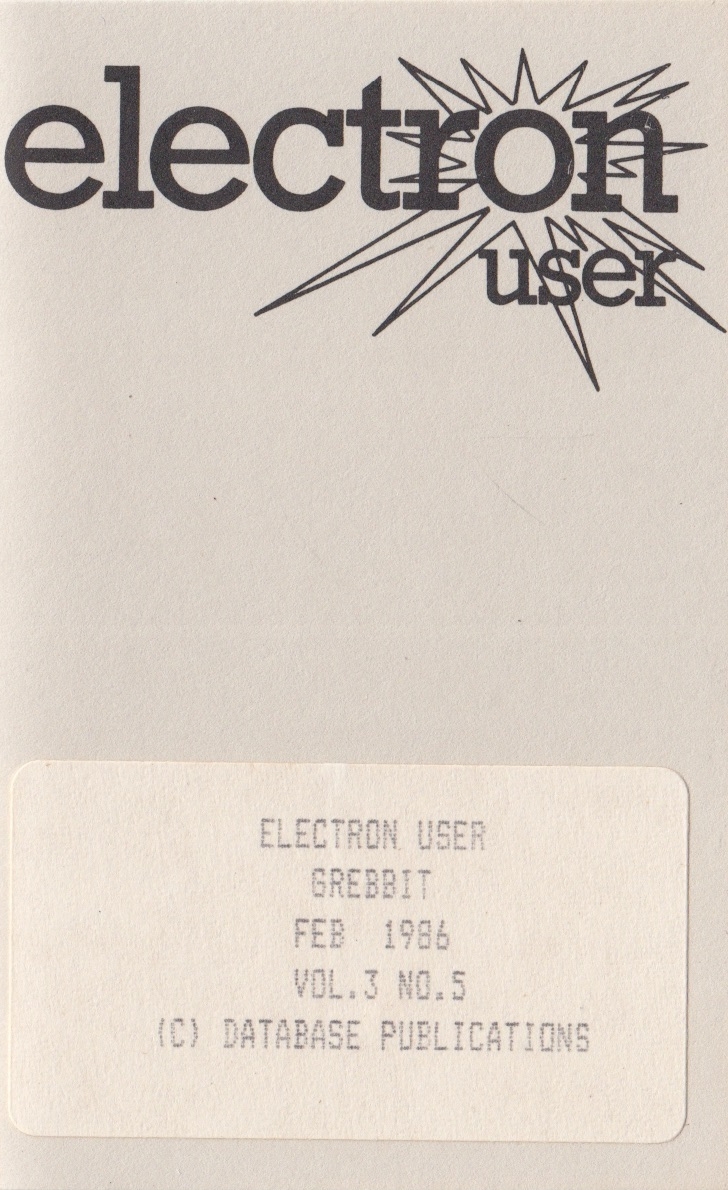 electron
user
ELECTRON USER
GREBBIT
FEB 1986
VOL.3 NO.5
(C) DATABASE PUBLICATIONS